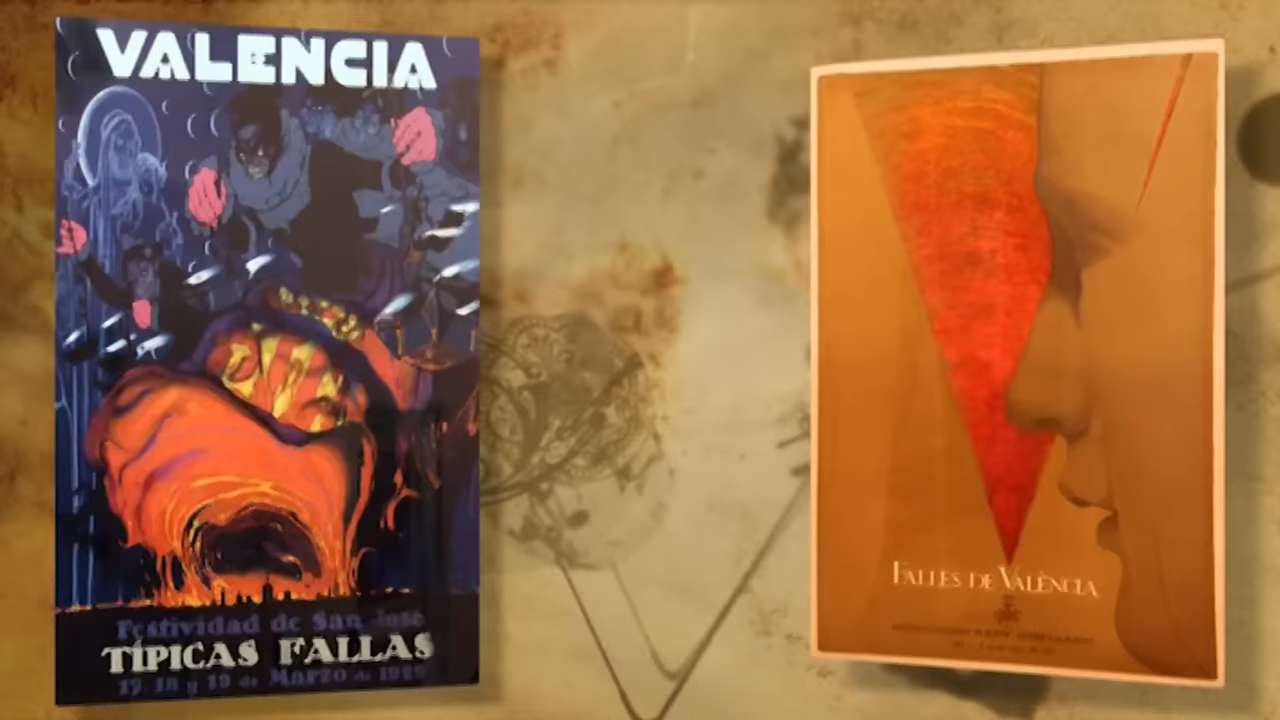 VALENCIA
Festividad de San José
TÍPICAS FALLAS
17 18 y 19 de Marzo de
FALLES DE VALÈNCIA